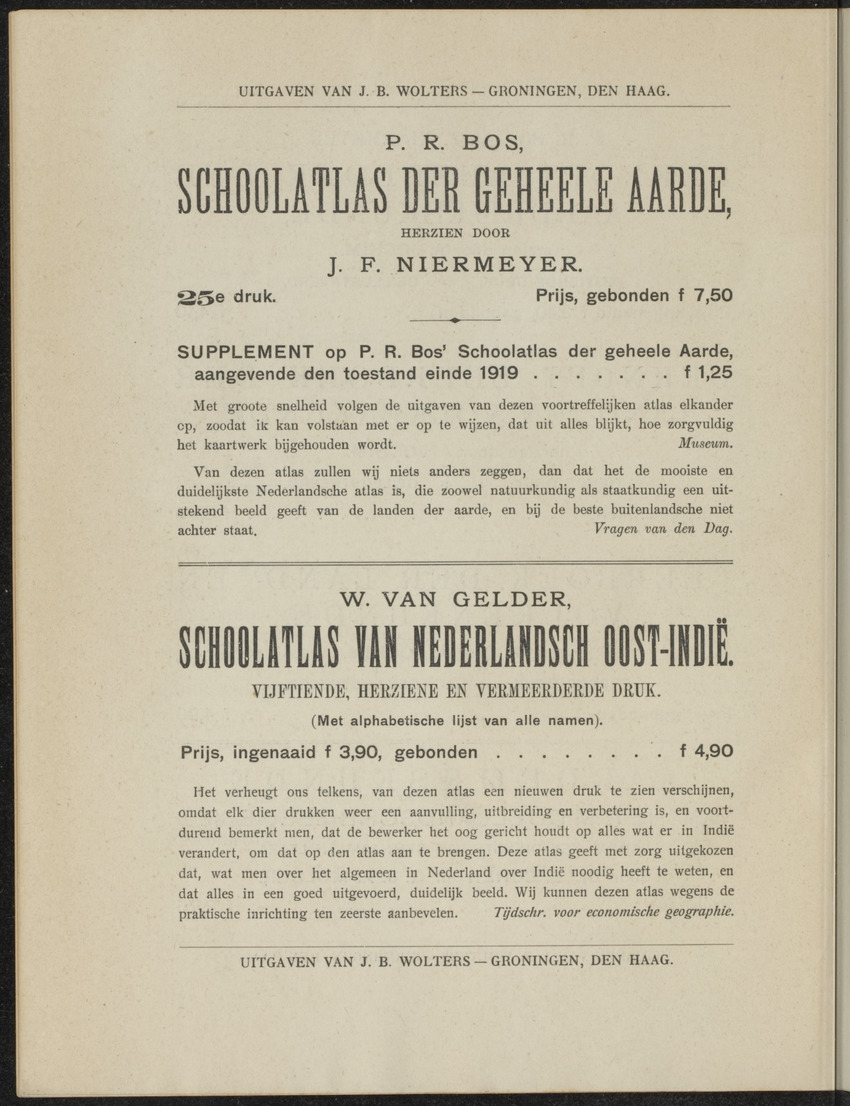 UITGAVEN VAN J. B. WOLTERS — GRONINGEN, DEN HAAG.
P. R. BOS,
SCHOOLATLAS DER GEHEELE AARDE,
HERZIEN DOOR
J. F. NIERMEYER.
25e druk. Prijs, gebonden f 7,50
SUPPLEMENT op P. R. Bos' Schoolatlas der geheele Aarde,
aangevende den toestand einde 1919 . . . . . . . f 1,25
Met groote snelheid volgen de uitgaven van dezen voortreffelijken atlas elkander
op, zoodat ik kan volstaan met er op te wijzen, dat uit alles blijkt, hoe zorgvuldig
het kaartwerk bijgehouden wordt. Museum.
Van dezen atlas zullen wij niets anders zeggen, dan dat het de mooiste en
duidelijkste Nederlandsche atlas is, die zoowel natuurkundig als staatkundig een uit-
stekend beeld geeft van de landen der aarde, en bij de beste buitenlandsche niet
achter staat. Vragen van den Dag.
W. VAN GELDER,
SCHOOLATLAS VAN NEDERLANDSCH OOST-INDIË.
VIJFTIENDE, HERZIENE EN VERMEERDERDE DRUK.
(Met alphabetische lijst van alle namen).
Prijs, ingenaaid f 3,90, gebonden . . . . . . . . f 4,90
Het verheugt ons telkens, van dezen atlas een nieuwen druk te zien verschijnen,
omdat elk dier drukken weer een aanvulling, uitbreiding en verbetering is, en voort-
durend bemerkt men, dat de bewerker het oog gericht houdt op alles wat er in Indië
verandert, om dat op den atlas aan te brengen. Deze atlas geeft met zorg uitgekozen
dat, wat men over het algemeen in Nederland over Indië noodig heeft te weten, en
dat alles in een goed uitgevoerd, duidelijk beeld. Wij kunnen dezen atlas wegens de
praktische inrichting ten zeerste aanbevelen. Tijdschr. voor economische geographie.
UITGAVEN VAN J. B. WOLTERS — GRONINGEN, DEN HAAG.